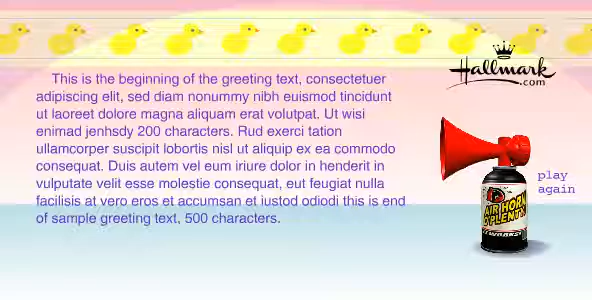 This is the beginning of the greeting text, consectetuer
adipiscing elit, sed diam nonummy nibh euismod tincidunt
ut laoreet dolore magna aliquam erat volutpat. Ut wisi
enimad jenhsdy 200 characters. Rud exerci tation
ullamcorper suscipit lobortis nisl ut aliquip ex ea commodo
consequat. Duis autem vel eum iriure dolor in henderit in
vulputate velit esse molestie consequat, eut feugiat nulla
facilisis at vero eros et accumsan et iustod odiodi this is end
of sample greeting text, 500 characters.
Hallmark
.com
play
again
AIR HORN
O'PLENTY!